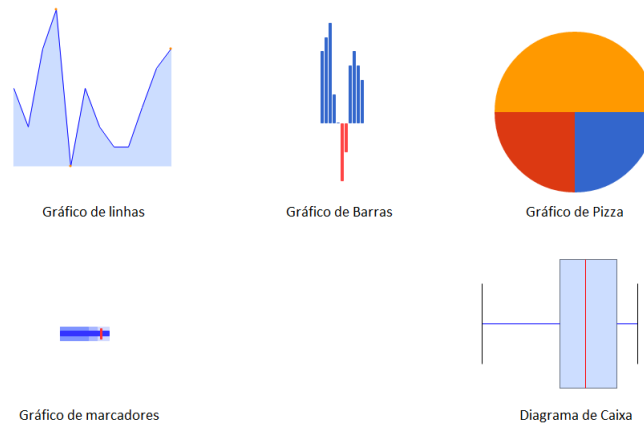 Gráfico de linhas
Gráfico de Barras
Gráfico de Pizza
Gráfico de marcadores
Diagrama de Caixa